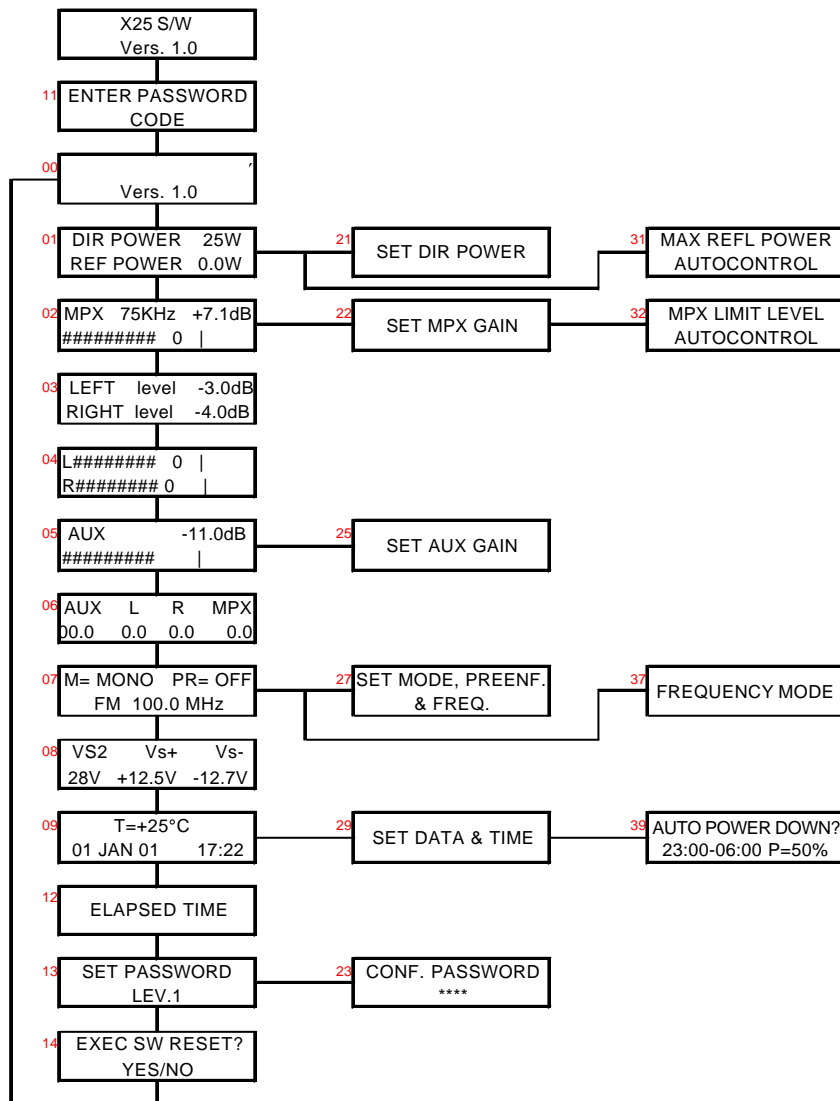 X25 S/W
Vers. 1.0
11
ENTER PASSWORD
CODE
00
'
Vers. 1.0
01
DIR POWER 25W
REF POWER 0.0W
21
SET DIR POWER
31
MAX REFL POWER
AUTOCONTROL
02
MPX 75KHz +7.1dB
######### 0 |
22
SET MPX GAIN
32
MPX LIMIT LEVEL
AUTOCONTROL
03
LEFT level -3.0dB
RIGHT level -4.0dB
04
L######## 0 |
R######## 0 |
05
AUX -11.0dB
######### |
25
SET AUX GAIN
06
AUX L R MPX
00.0 0.0 0.0 0.0
07
M= MONO PR= OFF
FM 100.0 MHz
27
SET MODE, PREENF.
& FREQ.
37
FREQUENCY MODE
08
VS2 Vs+ Vs-
28V +12.5V -12.7V
09
T=+25°C
01 JAN 01 17:22
29
SET DATA & TIME
39
AUTO POWER DOWN?
23:00-06:00 P=50%
12
ELAPSED TIME
13
SET PASSWORD
LEV.1
23
CONF. PASSWORD
****
14
EXEC SW RESET?
YES/NO